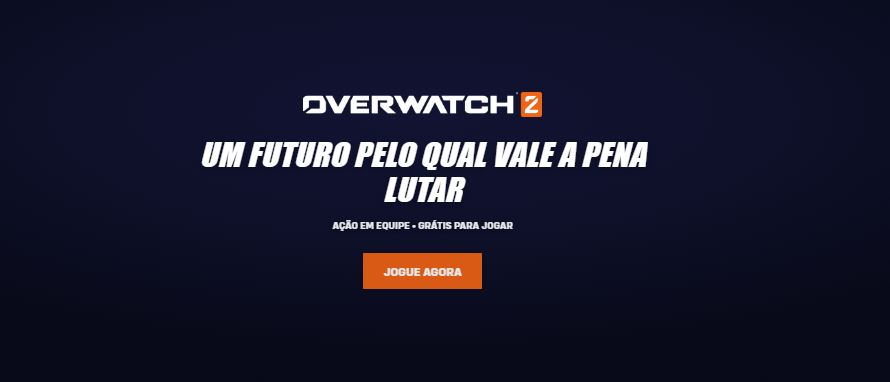 OVERWATCH 2
UM FUTURO PELO QUAL VALE A PENA
LUTAR
AÇÃO EM EQUIPE • GRÁTIS PARA JOGAR
JOGUE AGORA